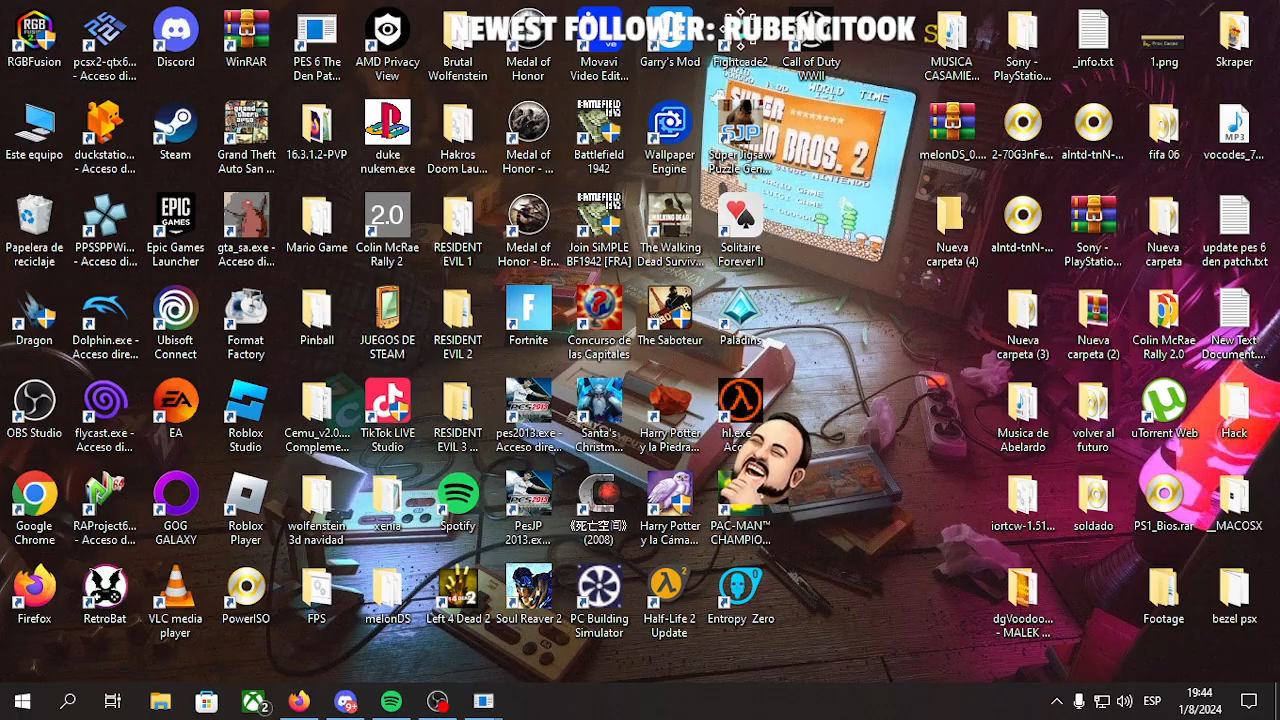 NEWEST FOLLOWER: RUBENCITOOK
RGBFusion
pcsx2-qtx6...
- Acceso di...
Discord
WinRAR
PES 6 The
Den Pat...
AMD Privacy
View
Brutal
Wolfenstein
Medal of
Honor
Movavi
Video Edit...
Garry's Mod
Fightcade2
Call of Duty
WWII
MUSICA
CASAMIE...
Sony -
PlayStatio...
_info.txt
1.png
Skraper
Este equipo
duckstatio...
- Acceso d...
Steam
Grand Theft
Auto San ...
16.3.1.2-PVP
duke
nukem.exe
Hakros
Doom Lau...
Medal of
Honor - ...
Battlefield
1942
Wallpaper
Engine
Super Jigsaw
Puzzle Gen...
melonDS_0....
2-70G3nFe...
alntd-tnN-...
fifa 06
vocodes_7...
Papelera de
reciclaje
PPSSPPWi...
- Acceso di...
Epic Games
Launcher
gta_sa.exe -
Acceso di...
Mario Game
Colin McRae
Rally 2
RESIDENT
EVIL 1
Medal of
Honor - Br...
Join SiMPLE
BF1942 [FRA]
The Walking
Dead Surviv...
Solitaire
Forever II
Nueva
carpeta (4)
alntd-tnN-...
Sony -
PlayStatio...
Nueva
carpeta
update pes 6
den patch.txt
Dragon
Dolphin.exe -
Acceso dire...
Ubisoft
Connect
Format
Factory
Pinball
JUEGOS DE
STEAM
RESIDENT
EVIL 2
Fortnite
Concurso de
las Capitales
The Saboteur
Paladins
Nueva
carpeta (3)
Nueva
carpeta (2)
Colin McRae
Rally 2.0
New Text
Document....
OBS Studio
flycast.exe -
Acceso di...
EA
Roblox
Studio
Cemu_v2.0....
Compleme...
TikTok LIVE
Studio
RESIDENT
EVIL 3 ...
pes2013.exe -
Acceso dire...
Santa's
Christm...
Harry Potter
y la Piedra...
hl.exe
Musica de
Abelardo
volver al
futuro
uTorrent Web
Hack
Google
Chrome
RAProject6...
- Acceso d...
GOG
GALAXY
Roblox
Player
wolfenstein
3d navidad
xenia
Spotify
PesJP
2013.ex...
《死亡空间》
(2008)
Harry Potter
y la Cáma...
PAC-MAN™
CHAMPIO...
iortcw-1.51...
soldado
PS1_Bios.rar
__MACOSX
Firefox
RetroBat
VLC media
player
PowerISO
FPS
melonDS
Left 4 Dead 2
Soul Reaver 2
PC Building
Simulator
Half-Life 2
Update
Entropy Zero
dgVoodoo...
- MALEK ...
Footage
bezel psx
ESP
19:44
1/8/2024